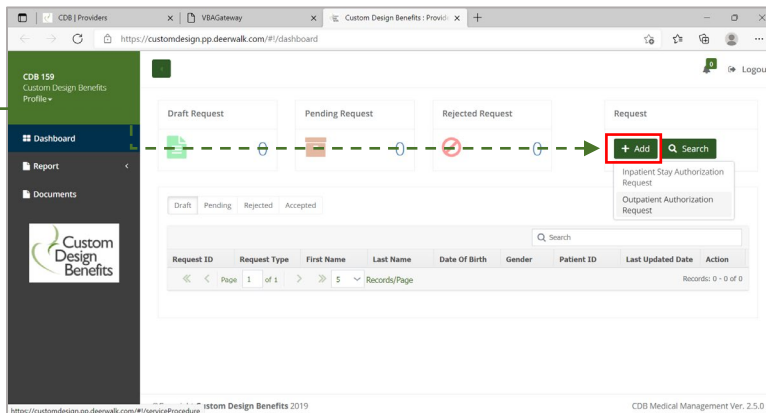 CDB | Providers
VBAGateway
Custom Design Benefits : Provide
https://customdesign.pp.deerwalk.com/#!/dashboard
CDB 159
Custom Design Benefits
Profile
0
Logou
Draft Request
Pending Request
Rejected Request
Request
Dashboard
0
0
0
+ Add
Search
Report
Inpatient Stay Authorization
Request
Documents
Outpatient Authorization
Request
Draft Pending Rejected Accepted
Custom
Design
Benefits
Search
Request ID Request Type First Name Last Name Date Of Birth Gender Patient ID Last Updated Date Action
Page 1 of 1 5 Records/Page Records: 0 - 0 of 0
Custom Design Benefits 2019
CDB Medical Management Ver. 2.5.0
https://customdesign.pp.deerwalk.com/#!/serviceProcedure